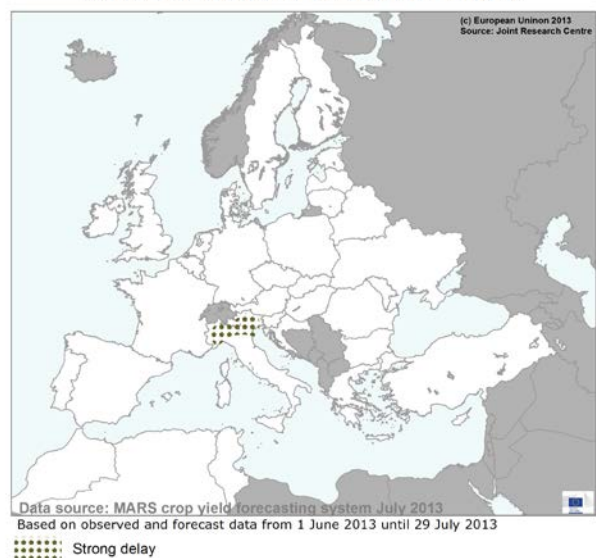 (c) European Uninon 2013
Source: Joint Research Centre
Data source: MARS crop yield forecasting system July 2013
Based on observed and forecast data from 1 June 2013 until 29 July 2013
Strong delay